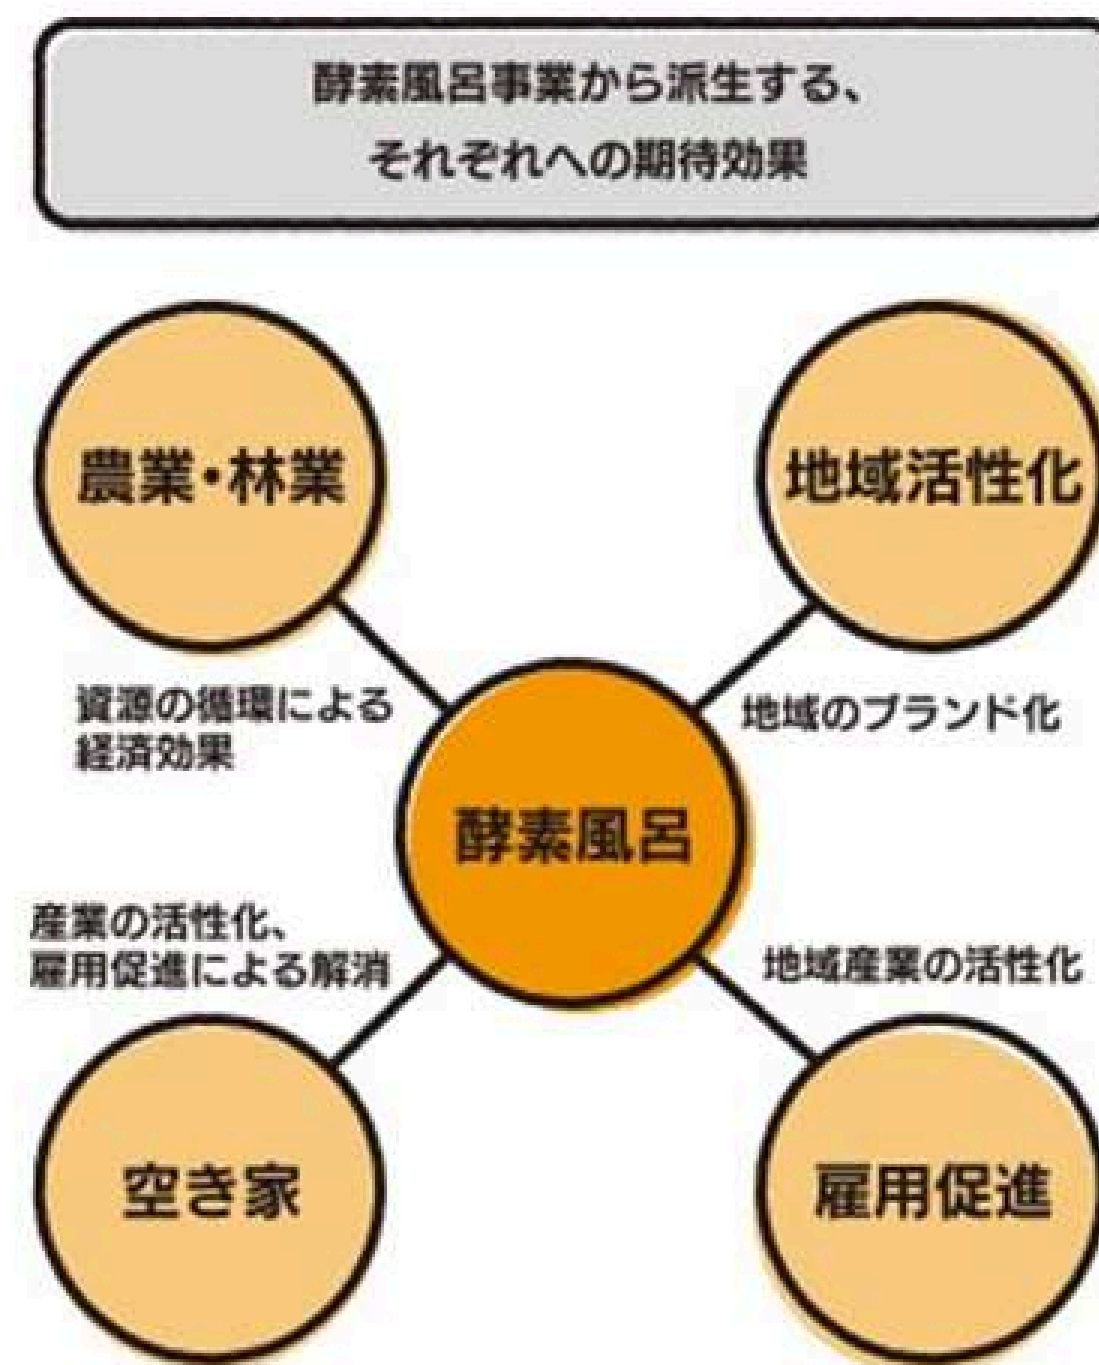 酵素風呂事業から派生する、
それぞれへの期待効果
農業・林業
地域活性化
資源の循環による
経済効果
地域のブランド化
酵素風呂
産業の活性化、
雇用促進による解消
地域産業の活性化
空き家
雇用促進